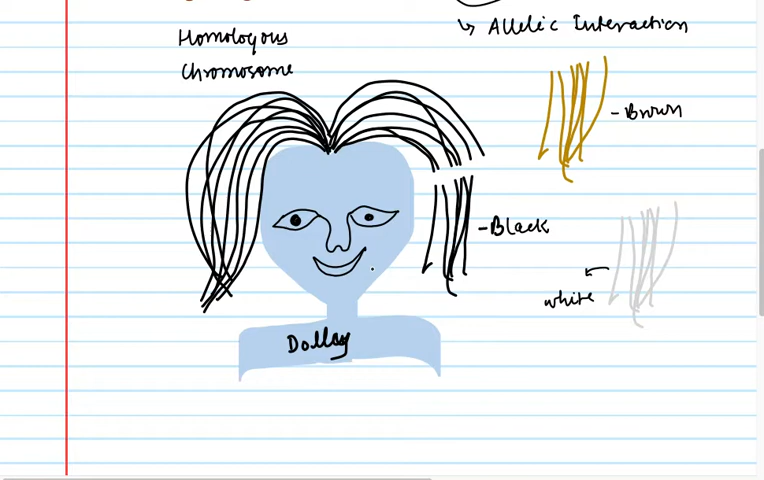 Homologous
Chromosome
↳ Allelic Interaction
- Brown
- Black
white
Dolly